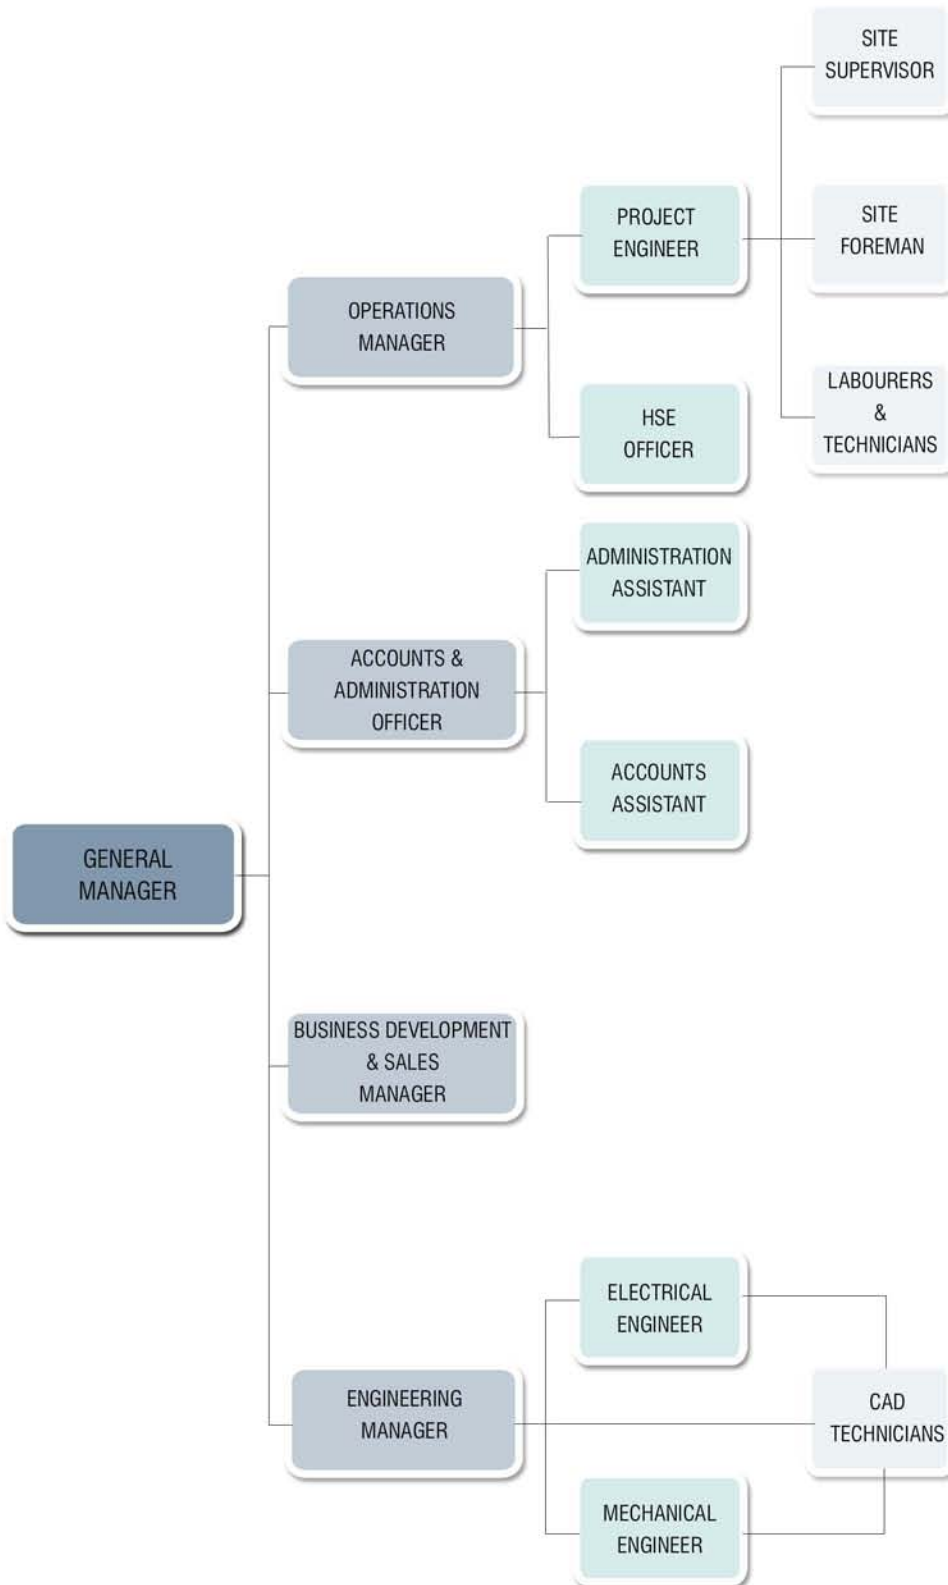 SITE
SUPERVISOR
PROJECT
ENGINEER
SITE
FOREMAN
OPERATIONS
MANAGER
LABOURERS
&
TECHNICIANS
HSE
OFFICER
ADMINISTRATION
ASSISTANT
ACCOUNTS &
ADMINISTRATION
OFFICER
ACCOUNTS
ASSISTANT
GENERAL
MANAGER
BUSINESS DEVELOPMENT
& SALES
MANAGER
ELECTRICAL
ENGINEER
ENGINEERING
MANAGER
CAD
TECHNICIANS
MECHANICAL
ENGINEER